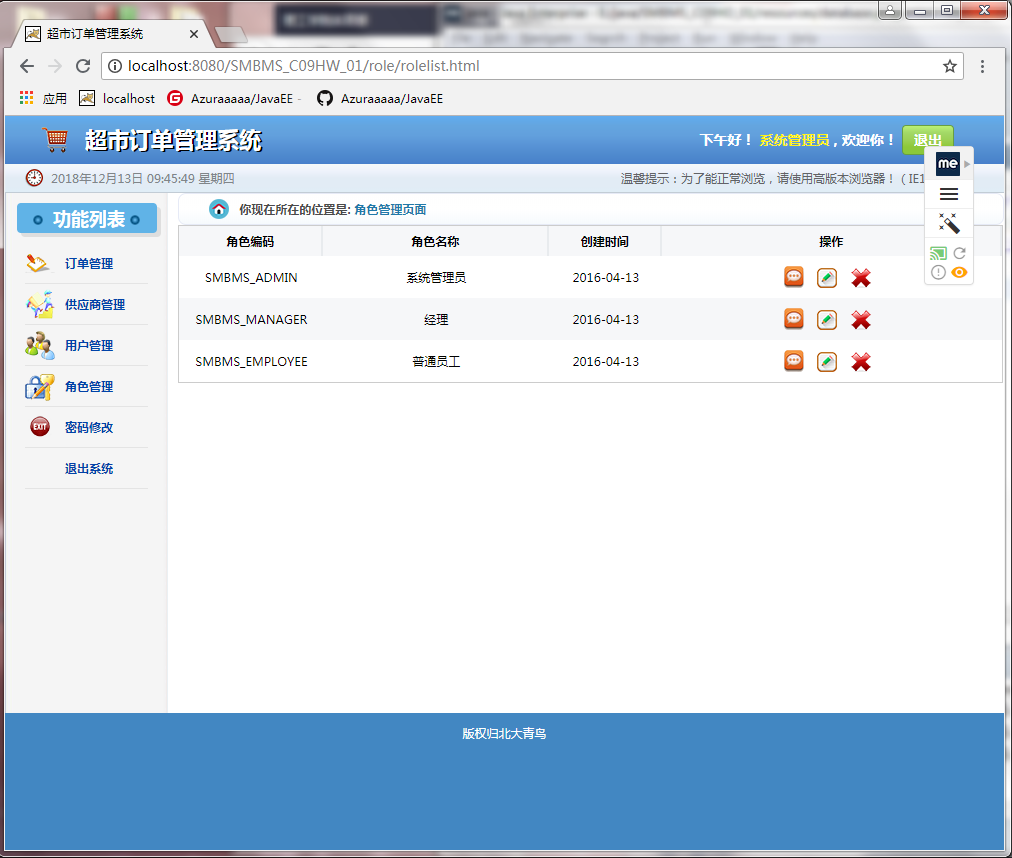 超市订单管理系统
localhost:8080/SMBMS_C09HW_01/role/rolelist.html
应用 localhost Azuraaaaa/JavaEE - Azuraaaaa/JavaEE
超市订单管理系统
下午好！ 系统管理员 , 欢迎你！ 退出
me
2018年12月13日 09:45:49 星期四
温馨提示：为了能正常浏览，请使用高版本浏览器！（IE1
功能列表
你现在所在的位置是: 角色管理页面
订单管理
供应商管理
用户管理
角色管理
EXIT 密码修改
退出系统
角色编码 角色名称 创建时间 操作
SMBMS_ADMIN 系统管理员 2016-04-13
SMBMS_MANAGER 经理 2016-04-13
SMBMS_EMPLOYEE 普通员工 2016-04-13
版权归北大青鸟